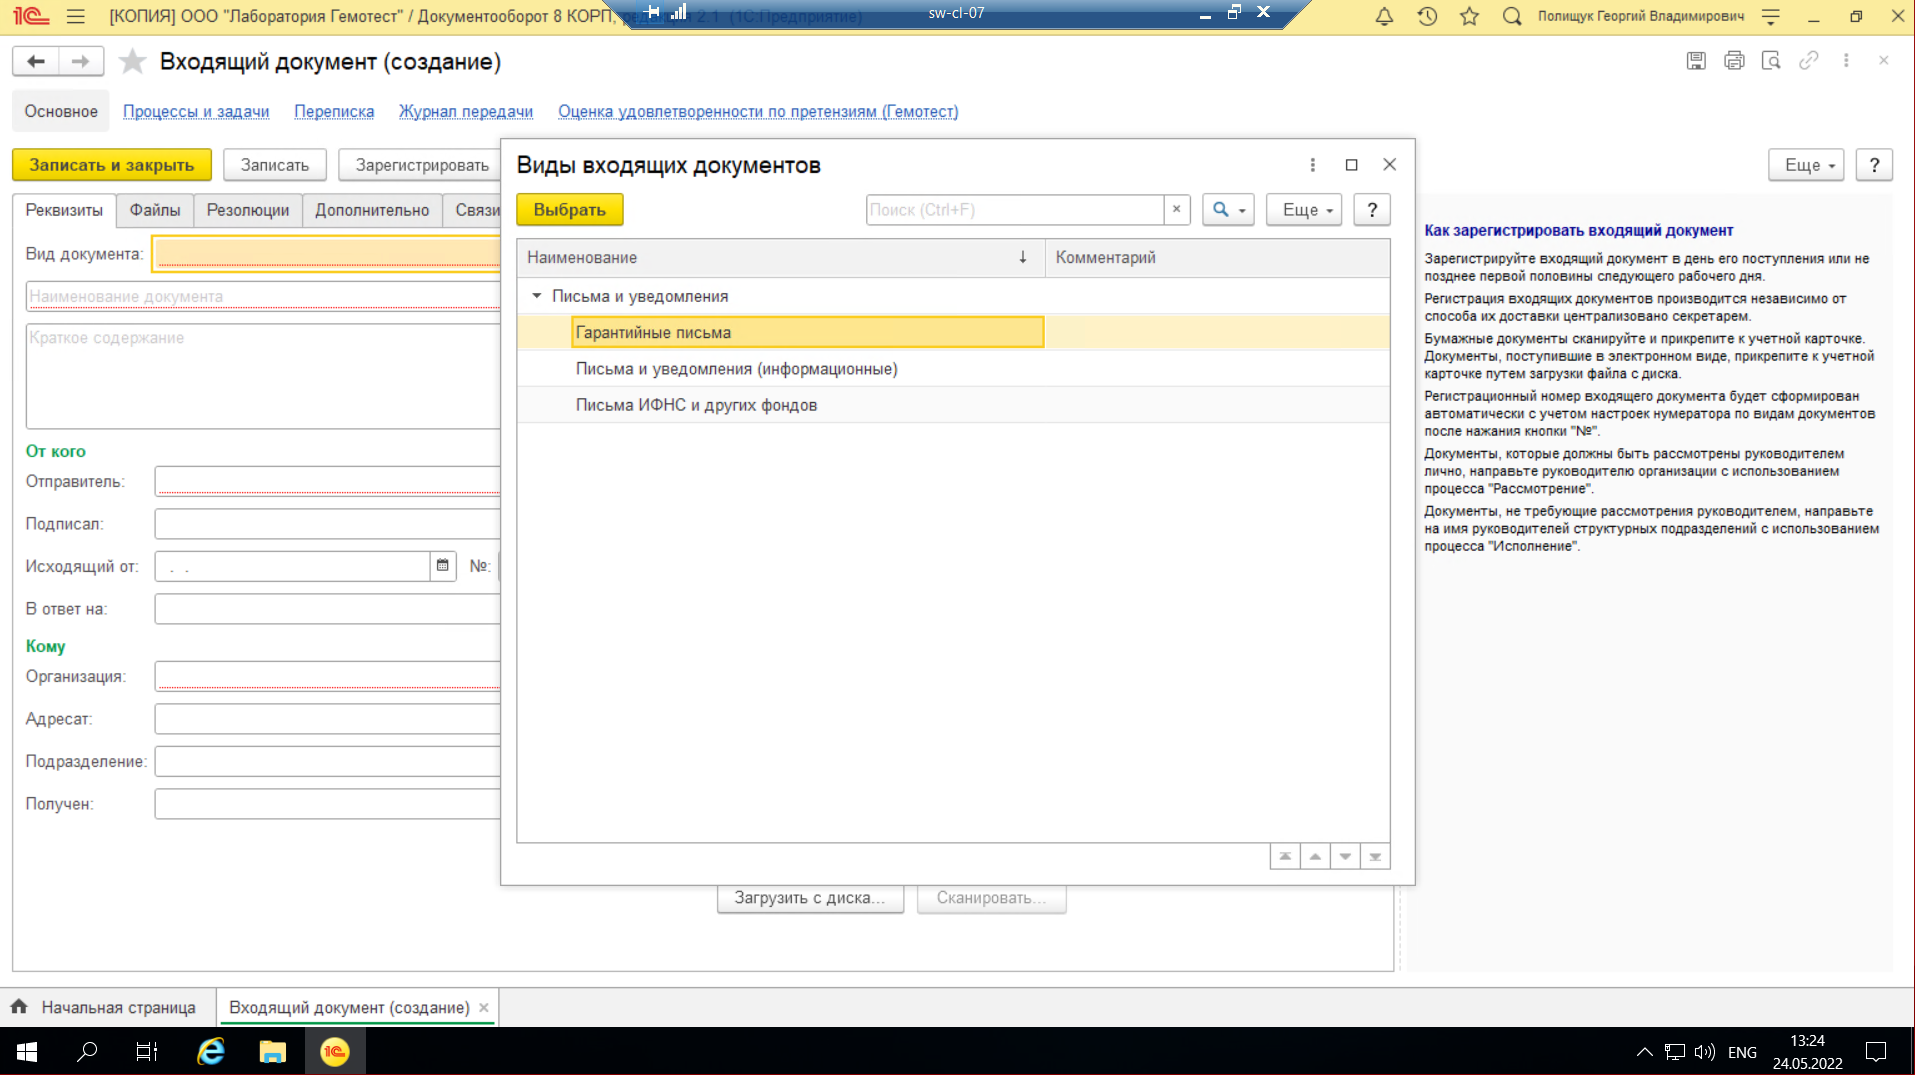 [КОПИЯ] ООО "Лаборатория Гемотест" / Документооборот 8 КОРП, редакция 2.1 (1С:Предприятие)
sw-cl-07
Полищук Георгий Владимирович
Входящий документ (создание)
Основное Процессы и задачи Переписка Журнал передачи Оценка удовлетворенности по претензиям (Гемотест)
Записать и закрыть Записать Зарегистрировать
Еще ?
Реквизиты Файлы Резолюции Дополнительно Связи
Вид документа:
Наименование документа
Краткое содержание
От кого
Отправитель:
Подписал:
Исходящий от: . . №:
В ответ на:
Кому
Организация:
Адресат:
Подразделение:
Получен:
Виды входящих документов
Выбрать Поиск (Ctrl+F) × Еще ?
Наименование ↓ Комментарий
Письма и уведомления
Гарантийные письма
Письма и уведомления (информационные)
Письма ИФНС и других фондов
Загрузить с диска... Сканировать...
Как зарегистрировать входящий документ
Зарегистрируйте входящий документ в день его поступления или не
позднее первой половины следующего рабочего дня.
Регистрация входящих документов производится независимо от
способа их доставки централизовано секретарем.
Бумажные документы сканируйте и прикрепите к учетной карточке.
Документы, поступившие в электронном виде, прикрепите к учетной
карточке путем загрузки файла с диска.
Регистрационный номер входящего документа будет сформирован
автоматически с учетом настроек нумератора по видам документов
после нажания кнопки "№".
Документы, которые должны быть рассмотрены руководителем
лично, направьте руководителю организации с использованием
процесса "Рассмотрение".
Документы, не требующие рассмотрения руководителем, направьте
на имя руководителей структурных подразделений с использованием
процесса "Исполнение".
Начальная страница Входящий документ (создание) ×
ENG
13:24
24.05.2022